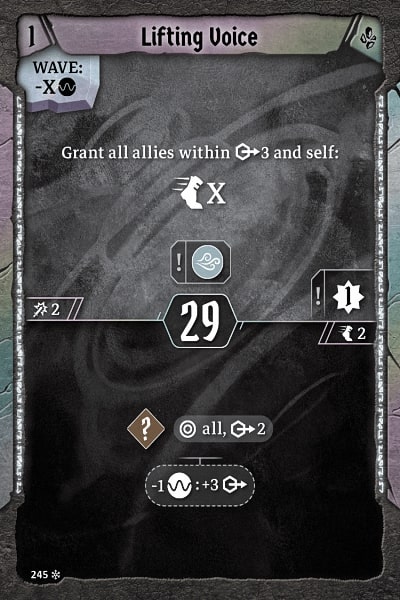 1 Lifting Voice
WAVE:
-X
Grant all allies within 3 and self:
X
!
! 1
2 29 2
? all, 2
-1 :+3
245